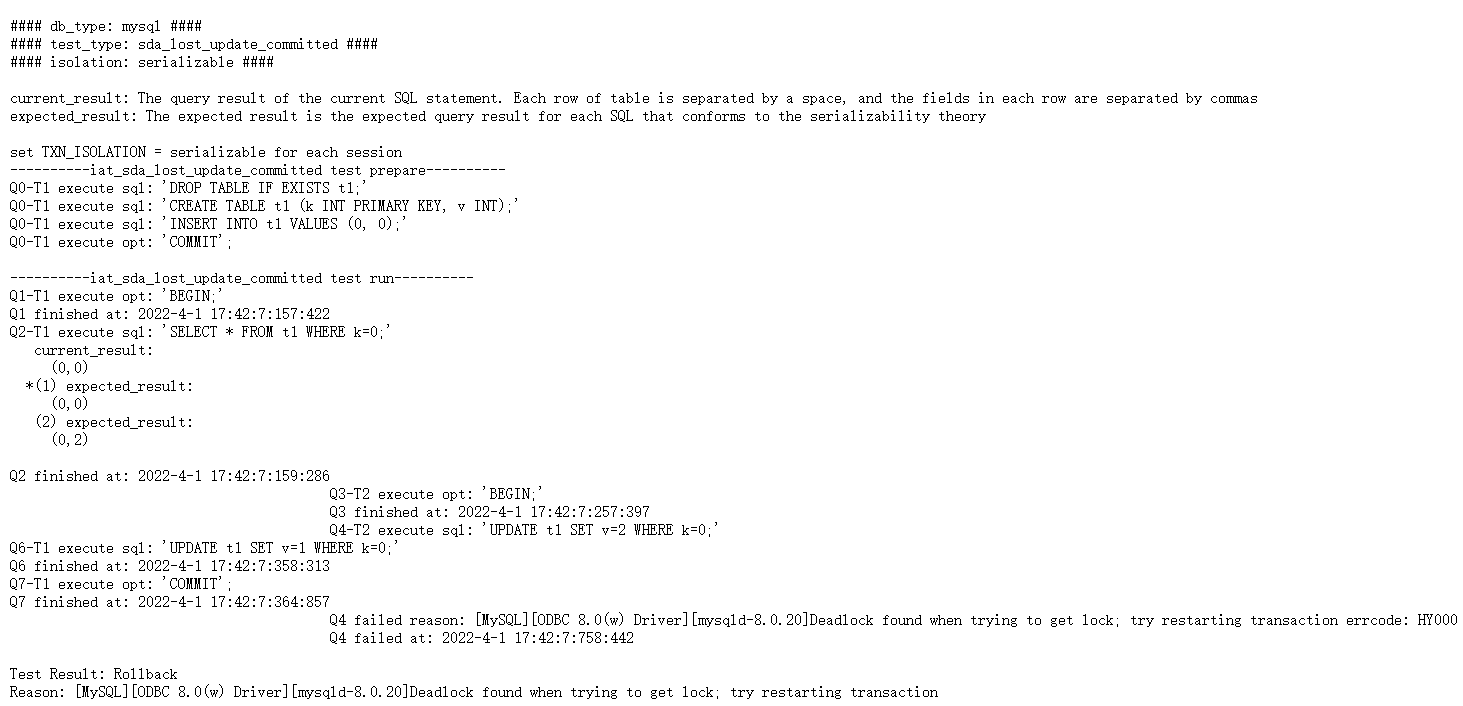 #### db_type: mysql ####
#### test_type: sda_lost_update_committed ####
#### isolation: serializable ####
current_result: The query result of the current SQL statement. Each row of table is separated by a space, and the fields in each row are separated by commas
expected_result: The expected result is the expected query result for each SQL that conforms to the serializability theory
set TXN_ISOLATION = serializable for each session
----------iat_sda_lost_update_committed test prepare----------
Q0-T1 execute sql: 'DROP TABLE IF EXISTS t1;'
Q0-T1 execute sql: 'CREATE TABLE t1 (k INT PRIMARY KEY, v INT);'
Q0-T1 execute sql: 'INSERT INTO t1 VALUES (0, 0);'
Q0-T1 execute opt: 'COMMIT';
----------iat_sda_lost_update_committed test run----------
Q1-T1 execute opt: 'BEGIN;'
Q1 finished at: 2022-4-1 17:42:7:157:422
Q2-T1 execute sql: 'SELECT * FROM t1 WHERE k=0;'
current_result:
(0,0)
*(1) expected_result:
(0,0)
(2) expected_result:
(0,2)
Q2 finished at: 2022-4-1 17:42:7:159:286
Q3-T2 execute opt: 'BEGIN;'
Q3 finished at: 2022-4-1 17:42:7:257:397
Q4-T2 execute sql: 'UPDATE t1 SET v=2 WHERE k=0;'
Q6-T1 execute sql: 'UPDATE t1 SET v=1 WHERE k=0;'
Q6 finished at: 2022-4-1 17:42:7:358:313
Q7-T1 execute opt: 'COMMIT';
Q7 finished at: 2022-4-1 17:42:7:364:857
Q4 failed reason: [MySQL][ODBC 8.0(w) Driver][mysqld-8.0.20]Deadlock found when trying to get lock; try restarting transaction errcode: HY000
Q4 failed at: 2022-4-1 17:42:7:758:442
Test Result: Rollback
Reason: [MySQL][ODBC 8.0(w) Driver][mysqld-8.0.20]Deadlock found when trying to get lock; try restarting transaction